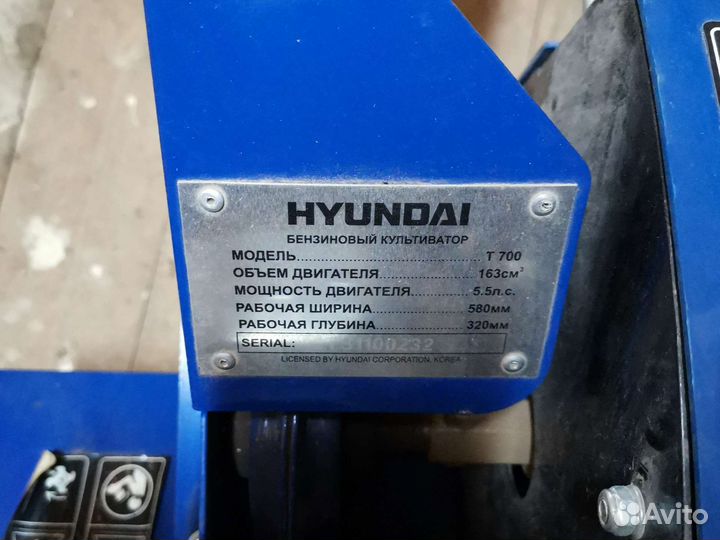 HYUNDAI
БЕНЗИНОВЫЙ КУЛЬТИВАТОР
МОДЕЛЬ............................T 700
ОБЪЕМ ДВИГАТЕЛЯ..................163см³
МОЩНОСТЬ ДВИГАТЕЛЯ...........5.5л.с.
РАБОЧАЯ ШИРИНА..................580мм
РАБОЧАЯ ГЛУБИНА..................320мм
SERIAL:
LICENSED BY HYUNDAI CORPORATION, KOREA
Avito